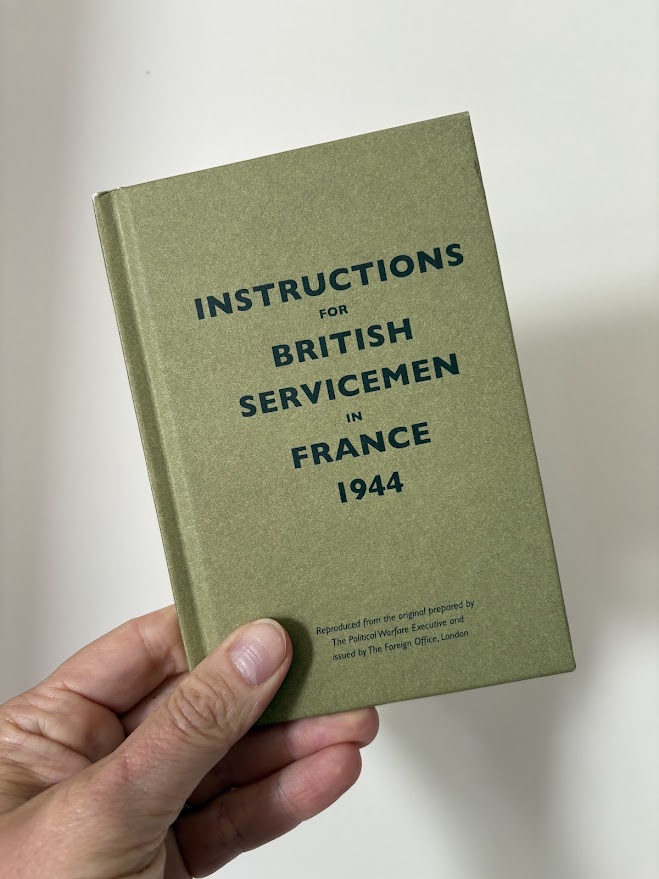 INSTRUCTIONS
FOR
BRITISH
SERVICEMEN
IN
FRANCE
1944
Reproduced from the original prepared by
The Political Warfare Executive and
issued by The Foreign Office, London